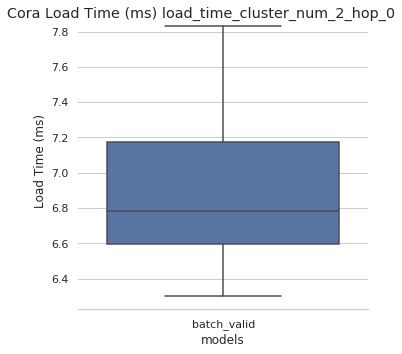 Cora Load Time (ms) load_time_cluster_num_2_hop_0
7.8
7.6
7.4
7.2
7.0
6.8
6.6
6.4
Load Time (ms)
batch_valid
models